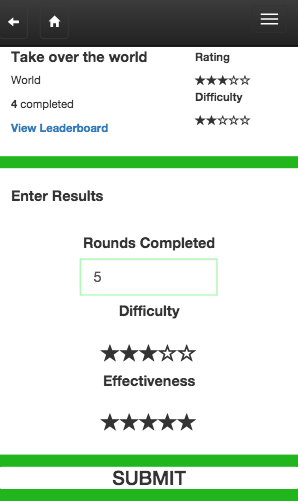 Take over the world
Rating
World
★★★☆☆
4 completed
Difficulty
View Leaderboard
★★☆☆☆
Enter Results
Rounds Completed
5
Difficulty
★★★☆☆
Effectiveness
★★★★★
SUBMIT